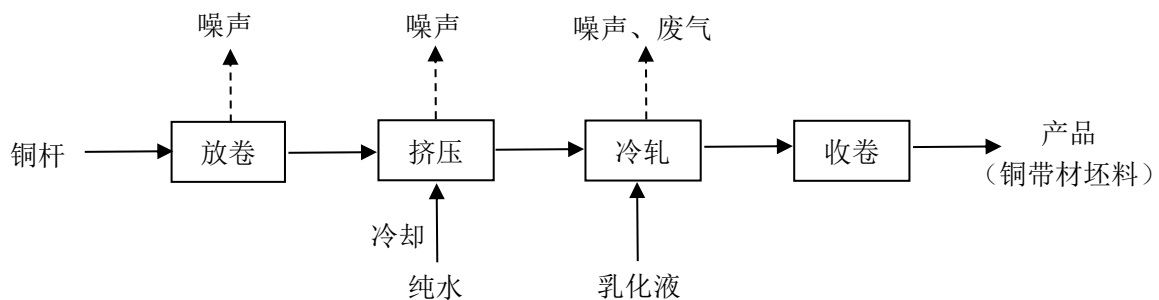 噪声
噪声
噪声、废气
铜杆
放卷
挤压
冷轧
收卷
产品
（铜带材坯料）
冷却
纯水
乳化液